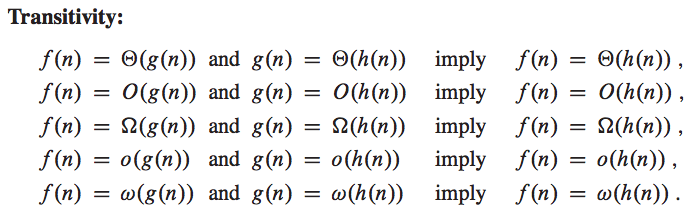 Transitivity:
f(n) = Θ(g(n)) and g(n) = Θ(h(n)) imply f(n) = Θ(h(n)) ,
f(n) = O(g(n)) and g(n) = O(h(n)) imply f(n) = O(h(n)) ,
f(n) = Ω(g(n)) and g(n) = Ω(h(n)) imply f(n) = Ω(h(n)) ,
f(n) = o(g(n)) and g(n) = o(h(n)) imply f(n) = o(h(n)) ,
f(n) = ω(g(n)) and g(n) = ω(h(n)) imply f(n) = ω(h(n)) .